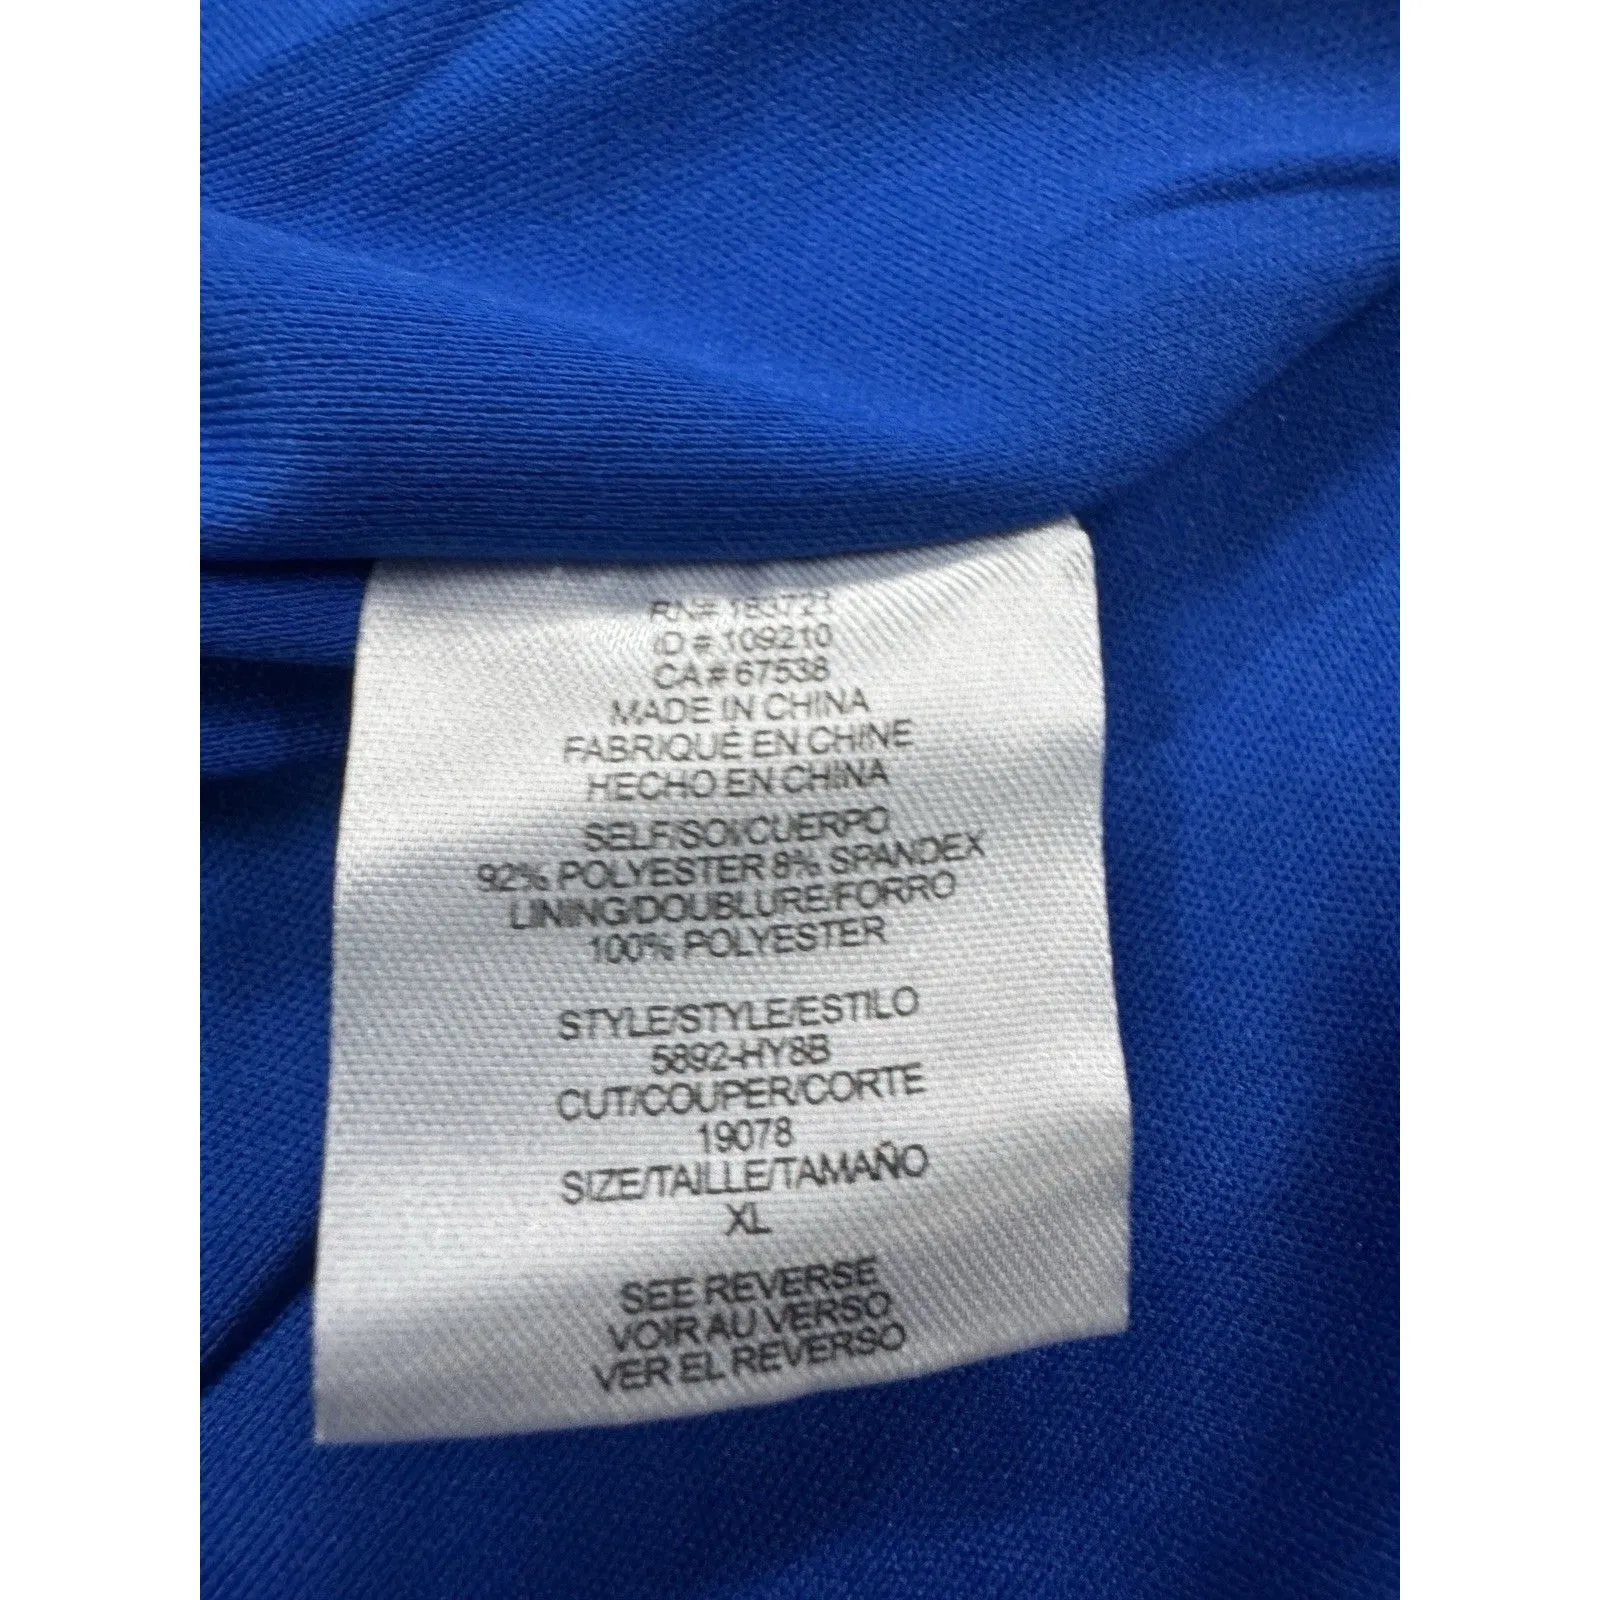 RN# 163721
ID # 109210
CA# 67538
MADE IN CHINA
FABRIQUÉ EN CHINE
HECHO EN CHINA
SELF/SOI/CUERPO
92% POLYESTER 8% SPANDEX
LINING/DOUBLURE/FORRO
100% POLYESTER
STYLE/STYLE/ESTILO
5892-HY8B
CUT/COUPER/CORTE
19078
SIZE/TAILLE/TAMAÑO
XL
SEE REVERSE
VOIR AU VERSO
VER EL REVERSO